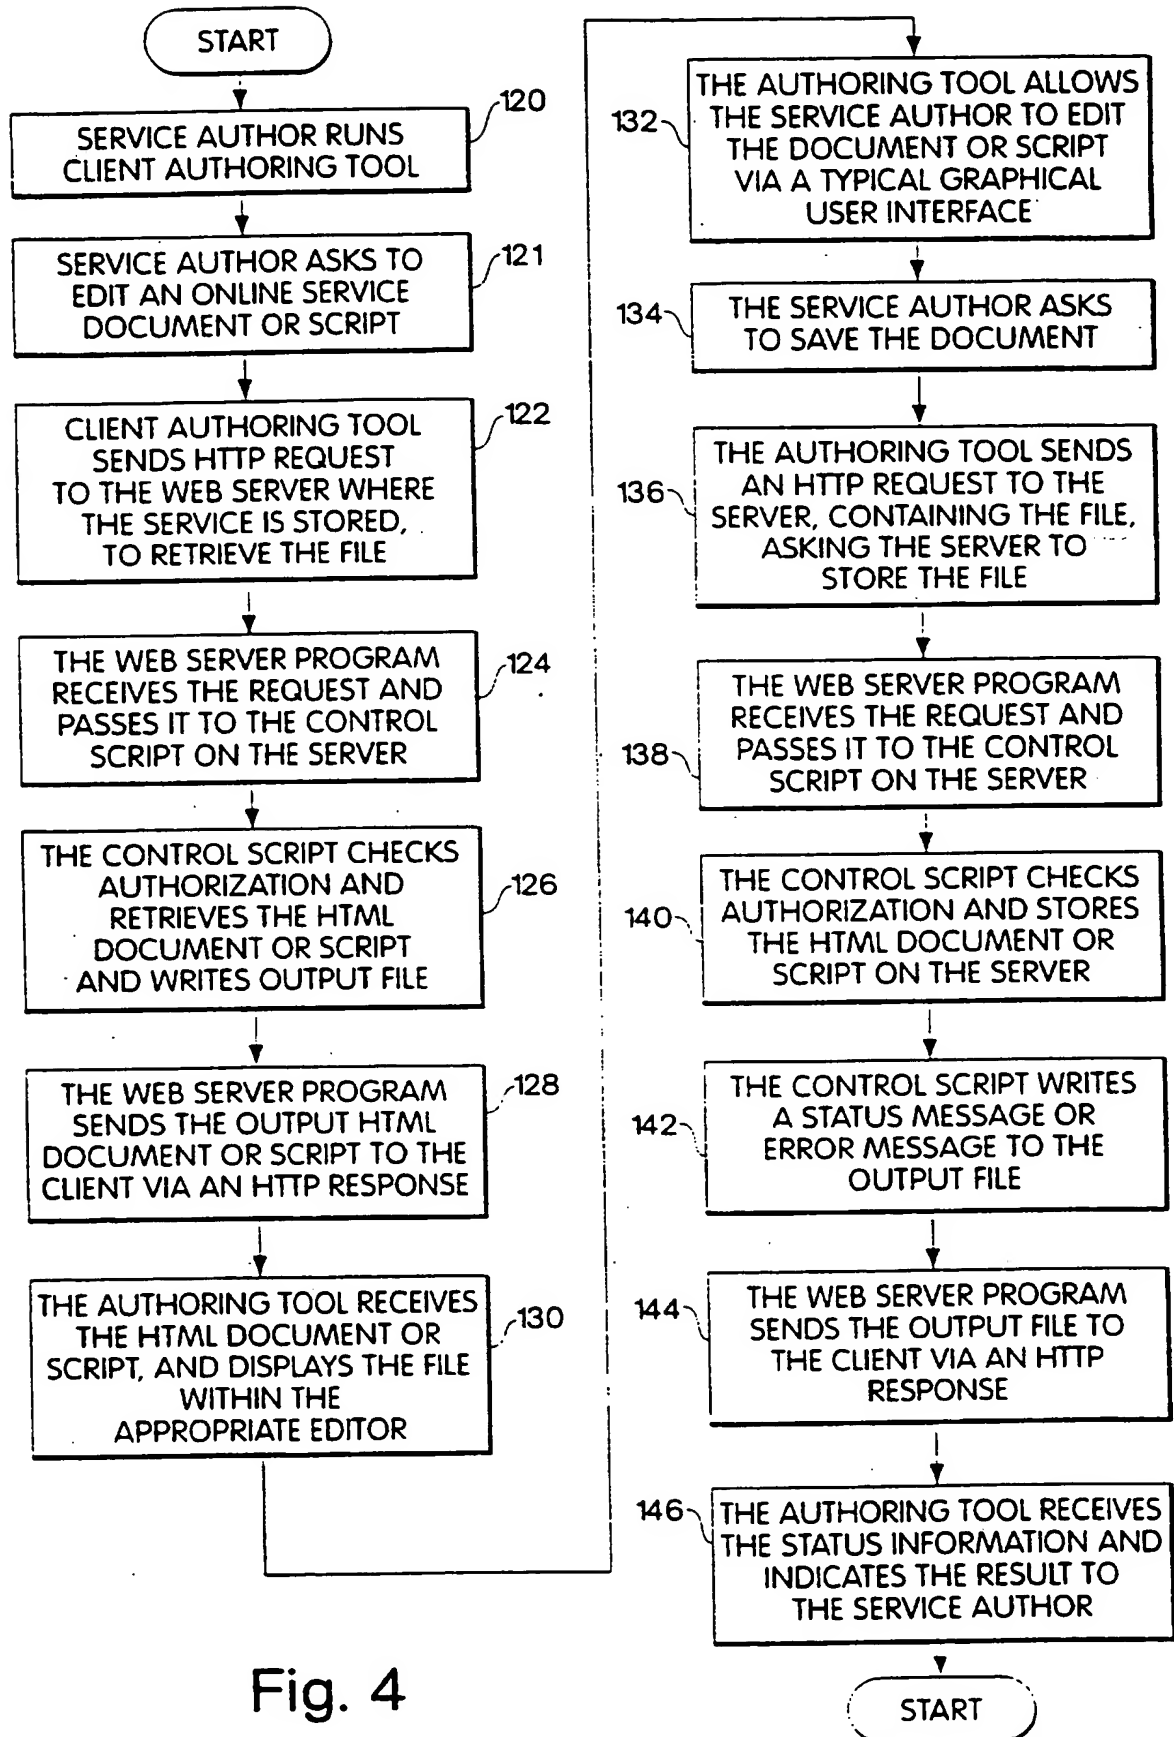 START
120
SERVICE AUTHOR RUNS
CLIENT AUTHORING TOOL
121
SERVICE AUTHOR ASKS TO
EDIT AN ONLINE SERVICE
DOCUMENT OR SCRIPT
122
CLIENT AUTHORING TOOL
SENDS HTTP REQUEST
TO THE WEB SERVER WHERE
THE SERVICE IS STORED,
TO RETRIEVE THE FILE
124
THE WEB SERVER PROGRAM
RECEIVES THE REQUEST AND
PASSES IT TO THE CONTROL
SCRIPT ON THE SERVER
126
THE CONTROL SCRIPT CHECKS
AUTHORIZATION AND
RETRIEVES THE HTML
DOCUMENT OR SCRIPT
AND WRITES OUTPUT FILE
128
THE WEB SERVER PROGRAM
SENDS THE OUTPUT HTML
DOCUMENT OR SCRIPT TO THE
CLIENT VIA AN HTTP RESPONSE
130
THE AUTHORING TOOL RECEIVES
THE HTML DOCUMENT OR
SCRIPT, AND DISPLAYS THE FILE
WITHIN THE
APPROPRIATE EDITOR
132
THE AUTHORING TOOL ALLOWS
THE SERVICE AUTHOR TO EDIT
THE DOCUMENT OR SCRIPT
VIA A TYPICAL GRAPHICAL
USER INTERFACE
134
THE SERVICE AUTHOR ASKS
TO SAVE THE DOCUMENT
136
THE AUTHORING TOOL SENDS
AN HTTP REQUEST TO THE
SERVER, CONTAINING THE FILE,
ASKING THE SERVER TO
STORE THE FILE
138
THE WEB SERVER PROGRAM
RECEIVES THE REQUEST AND
PASSES IT TO THE CONTROL
SCRIPT ON THE SERVER
140
THE CONTROL SCRIPT CHECKS
AUTHORIZATION AND STORES
THE HTML DOCUMENT OR
SCRIPT ON THE SERVER
142
THE CONTROL SCRIPT WRITES
A STATUS MESSAGE OR
ERROR MESSAGE TO THE
OUTPUT FILE
144
THE WEB SERVER PROGRAM
SENDS THE OUTPUT FILE TO
THE CLIENT VIA AN HTTP
RESPONSE
146
THE AUTHORING TOOL RECEIVES
THE STATUS INFORMATION AND
INDICATES THE RESULT TO
THE SERVICE AUTHOR
START
Fig. 4